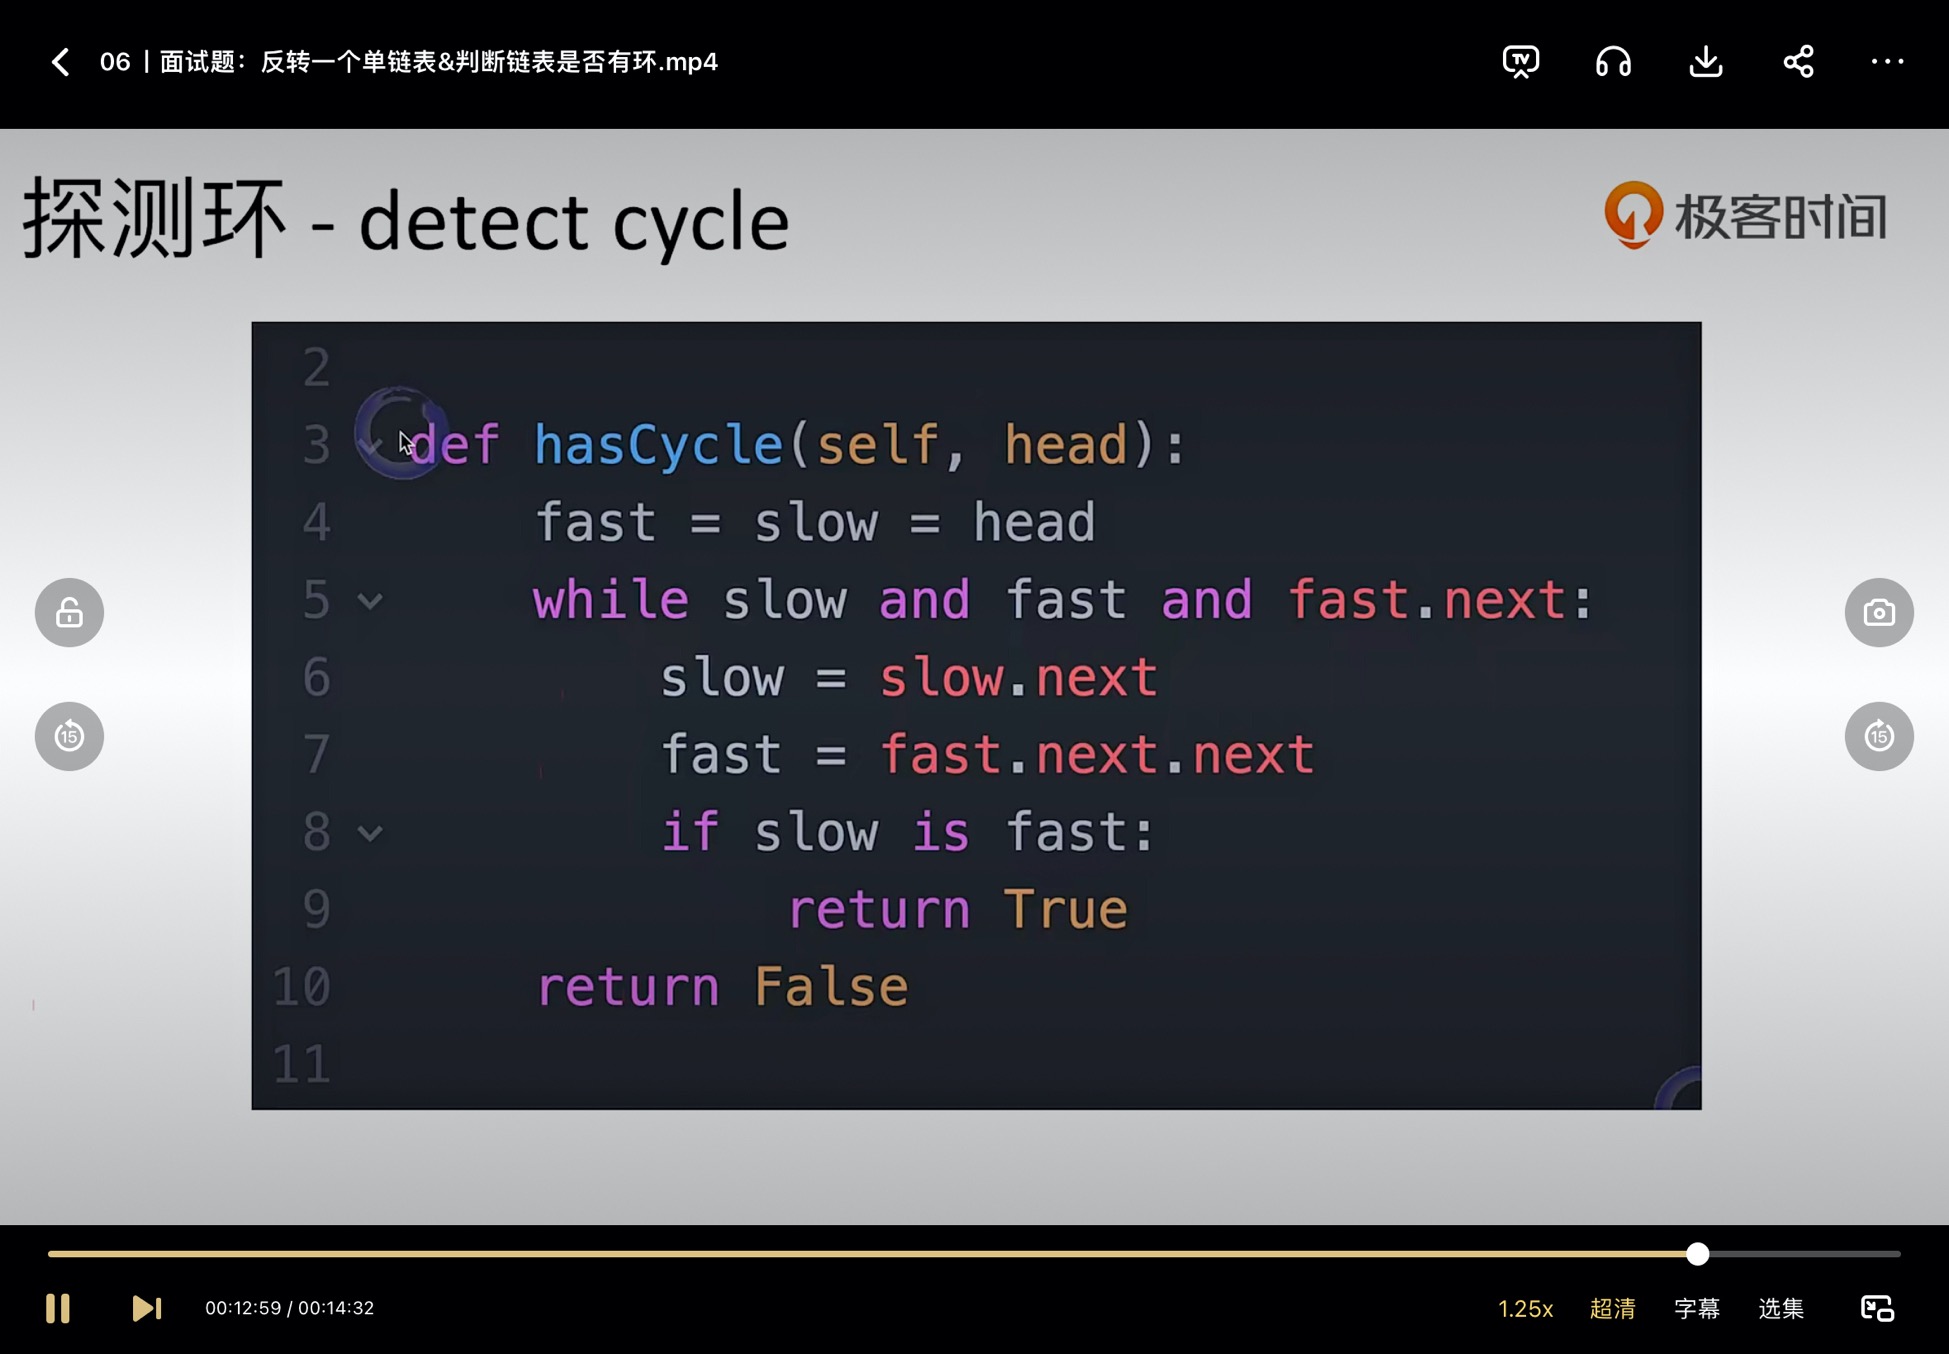 06丨面试题：反转一个单链表&判断链表是否有环.mp4
TV
探测环 - detect cycle
极客时间
2
3 def hasCycle(self, head):
4 fast = slow = head
5 while slow and fast and fast.next:
6 slow = slow.next
7 fast = fast.next.next
8 if slow is fast:
9 return True
10 return False
11
15
15
00:12:59 / 00:14:32
1.25x 超清 字幕 选集